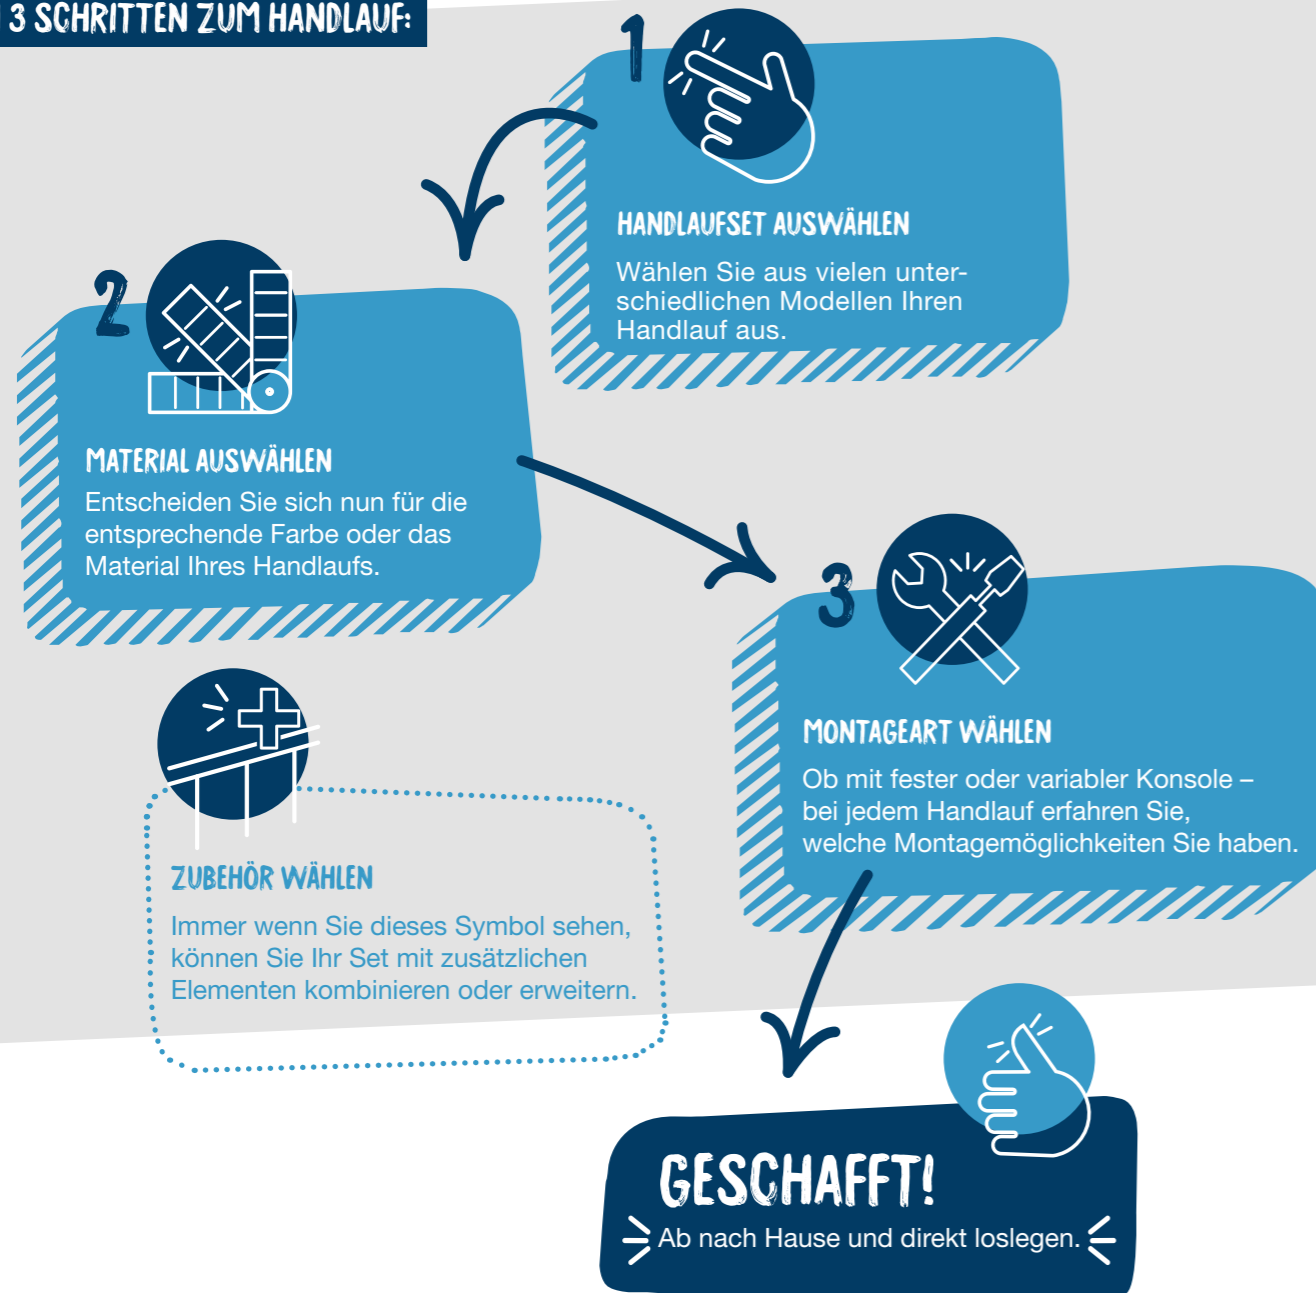 3 SCHRITTEN ZUM HANDLAUF:
1
HANDLAUFSET AUSWÄHLEN
Wählen Sie aus vielen unter-
schiedlichen Modellen Ihren
Handlauf aus.
2
MATERIAL AUSWÄHLEN
Entscheiden Sie sich nun für die
entsprechende Farbe oder das
Material Ihres Handlaufs.
3
MONTAGEART WÄHLEN
Ob mit fester oder variabler Konsole –
bei jedem Handlauf erfahren Sie,
welche Montagemöglichkeiten Sie haben.
ZUBEHÖR WÄHLEN
Immer wenn Sie dieses Symbol sehen,
können Sie Ihr Set mit zusätzlichen
Elementen kombinieren oder erweitern.
GESCHAFFT!
Ab nach Hause und direkt loslegen.